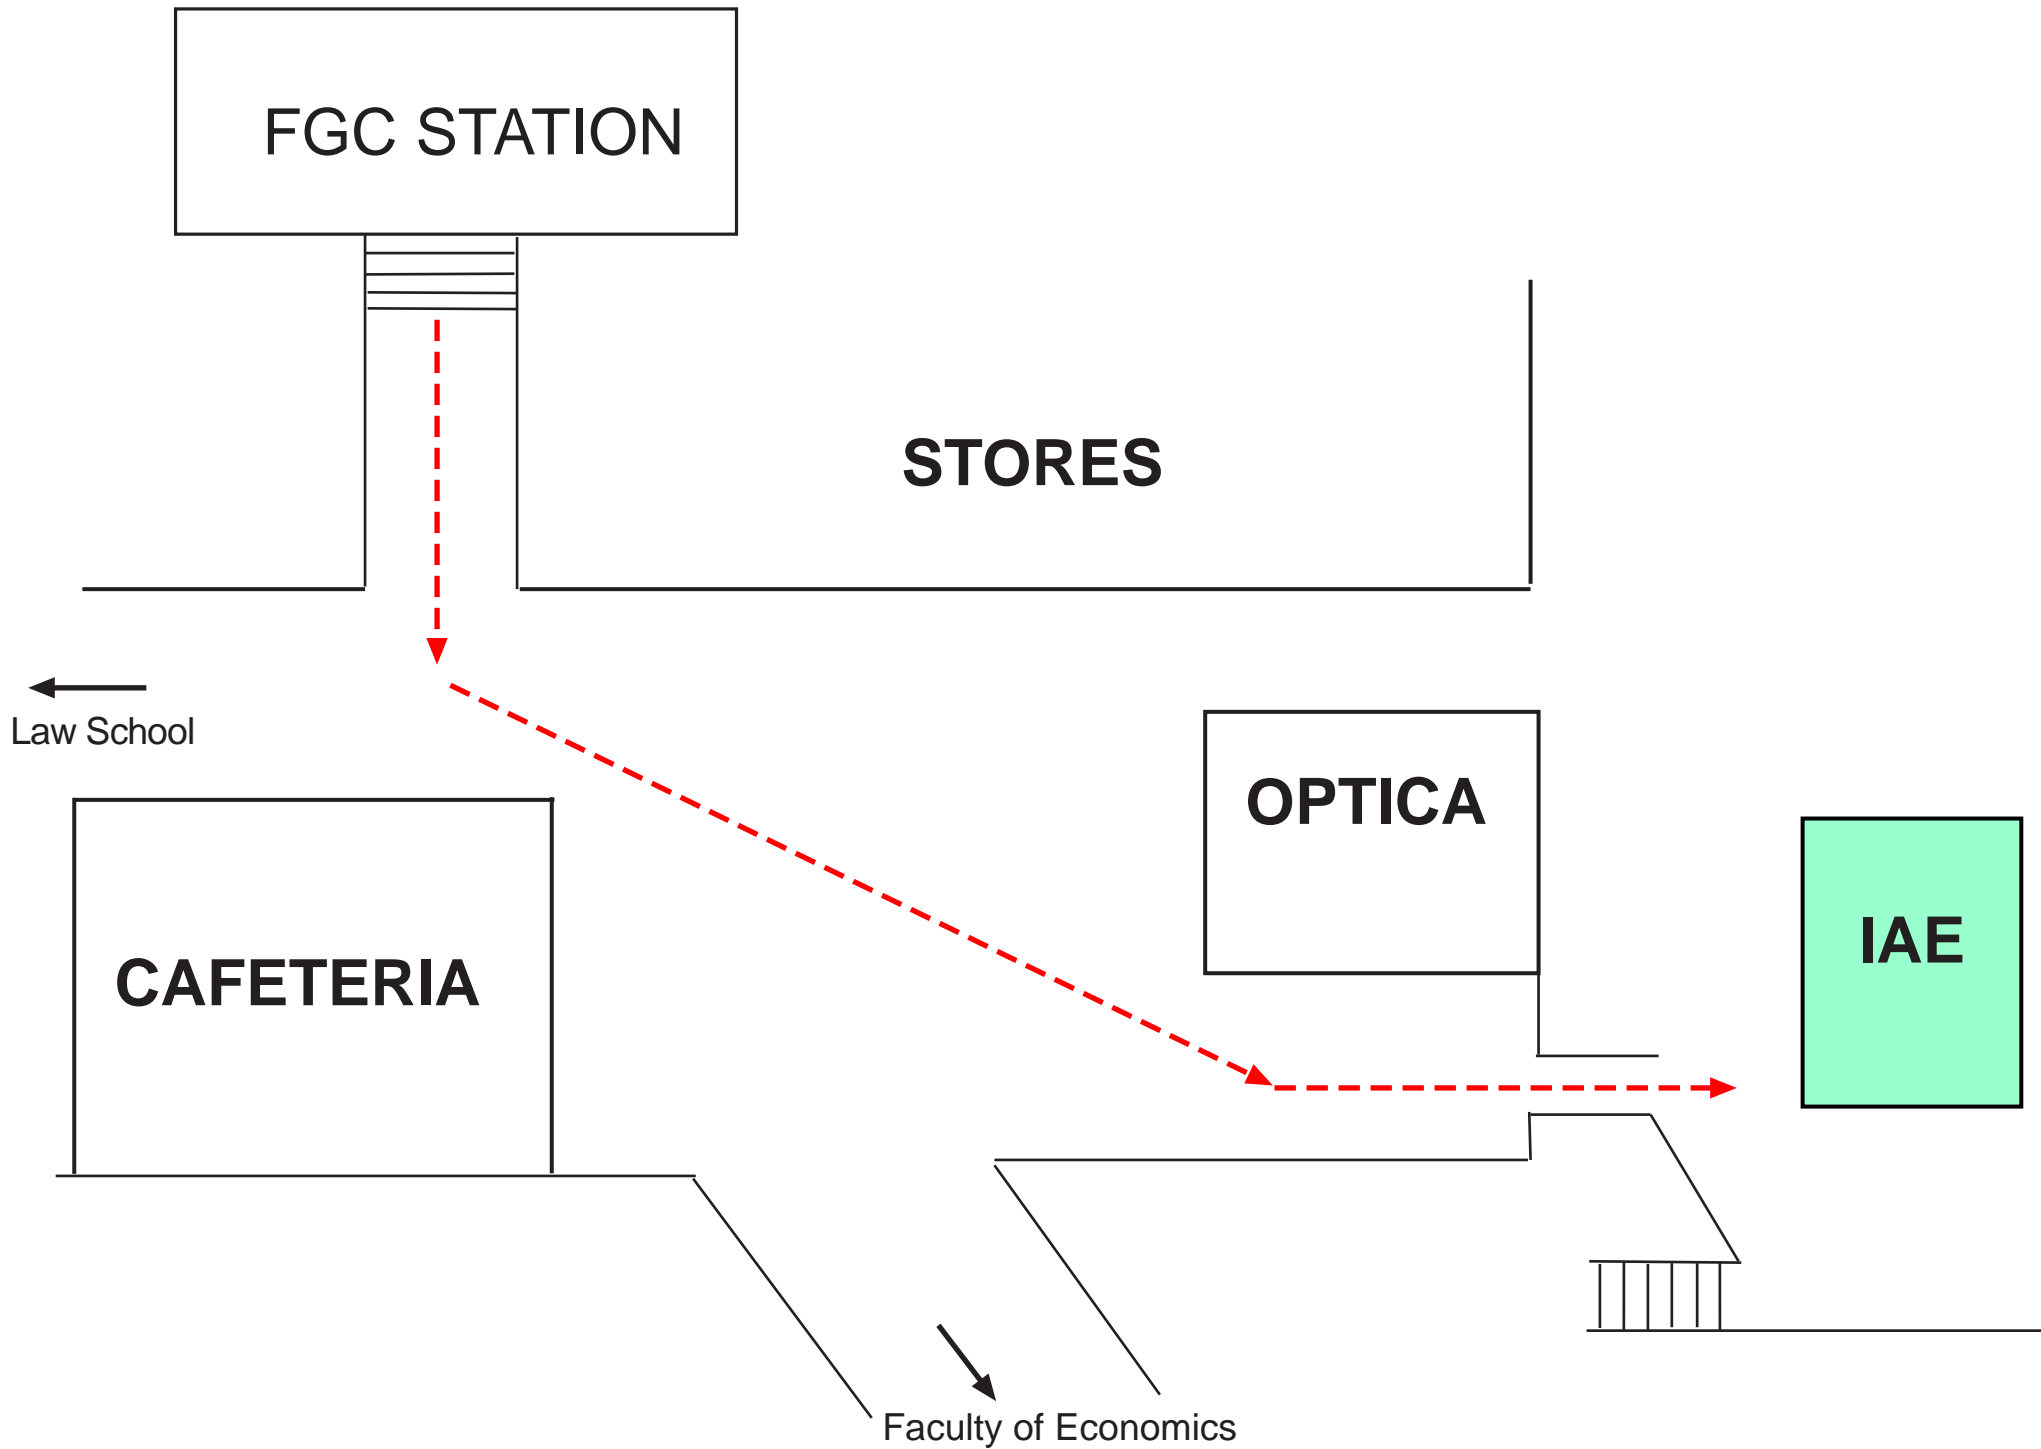 FGC STATION
STORES
Law School
OPTICA
IAE
CAFETERIA
Faculty of Economics